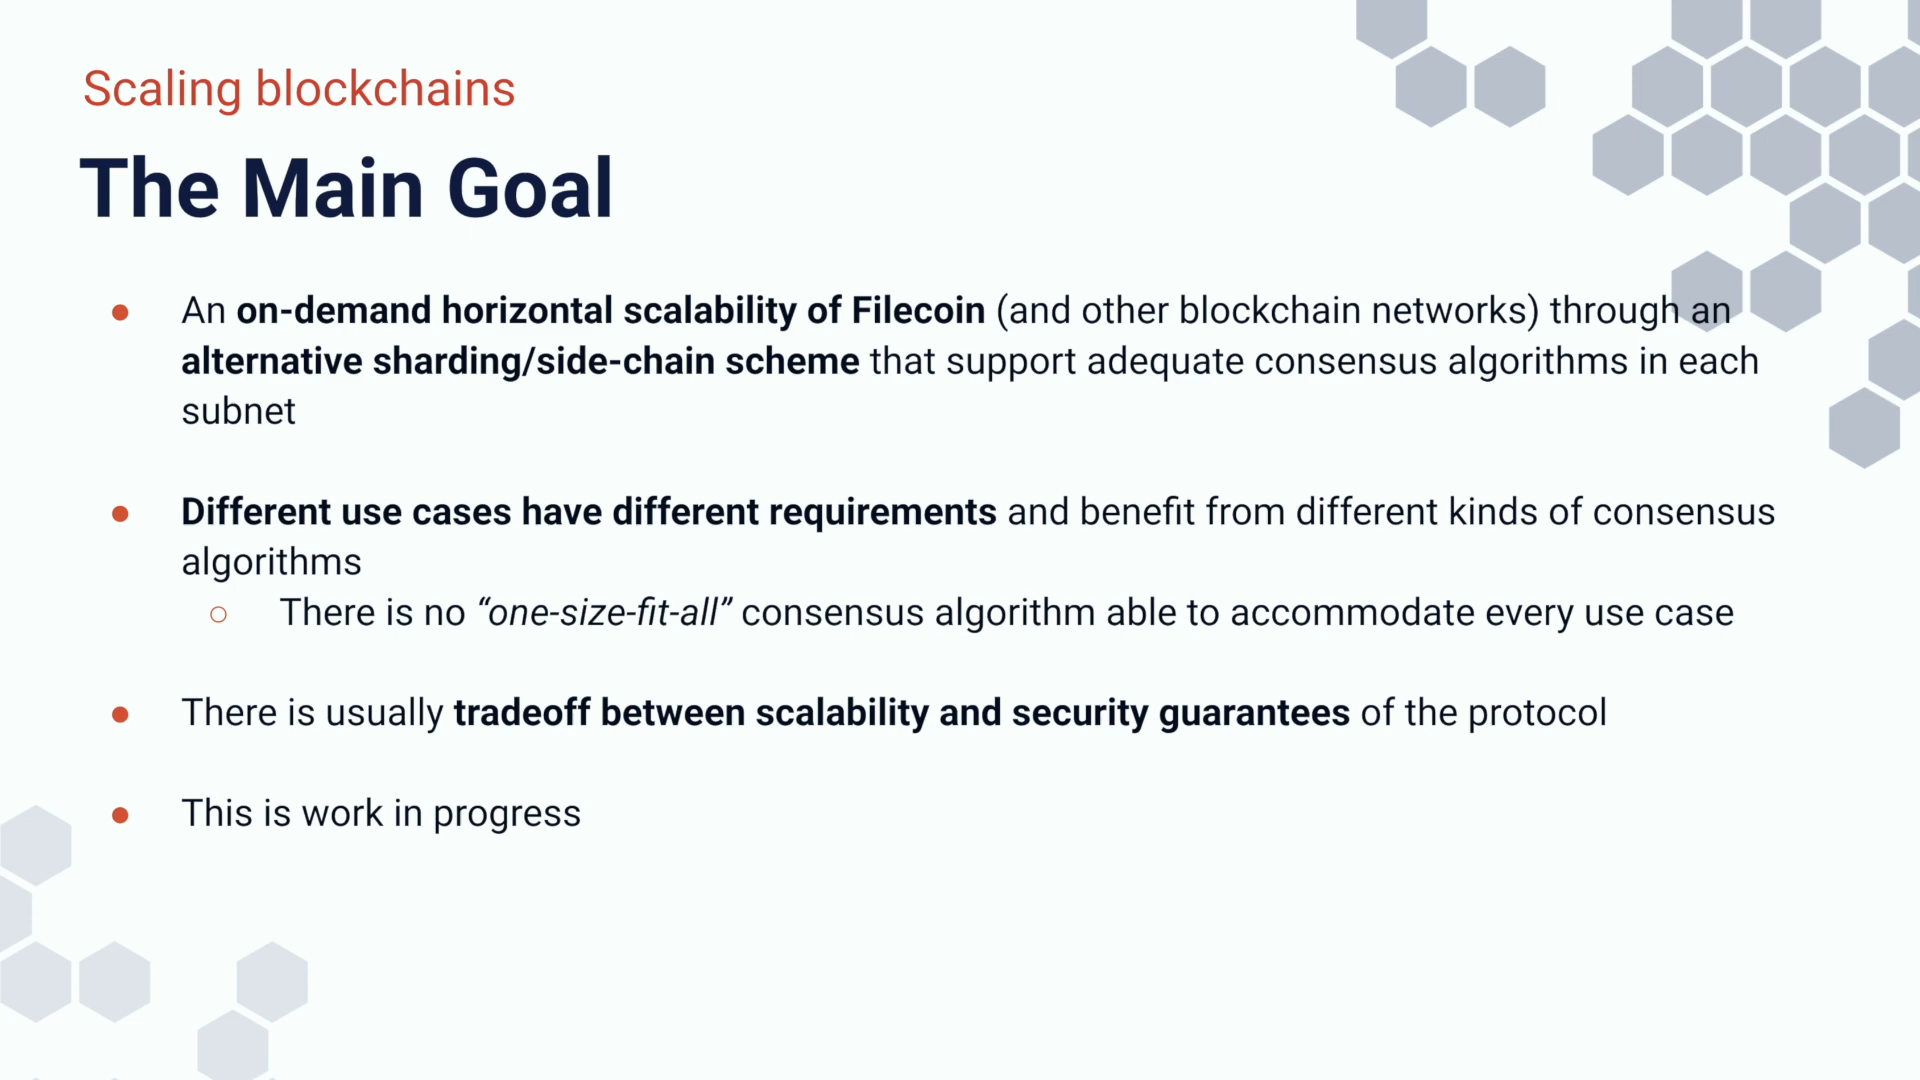 Scaling blockchains
The Main Goal
● An on-demand horizontal scalability of Filecoin (and other blockchain networks) through an
alternative sharding/side-chain scheme that support adequate consensus algorithms in each
subnet
● Different use cases have different requirements and benefit from different kinds of consensus
algorithms
○ There is no “one-size-fit-all” consensus algorithm able to accommodate every use case
● There is usually tradeoff between scalability and security guarantees of the protocol
● This is work in progress